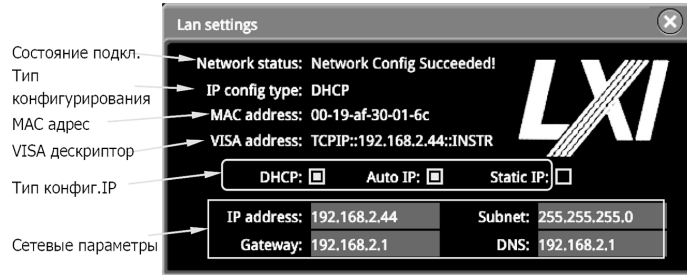 Lan settings
Состояние подкл.
Network status: Network Config Succeeded!
Тип
конфигурирования
IP config type: DHCP
MAC адрес
MAC address: 00-19-af-30-01-6c
VISA дескриптор
VISA address: TCPIP::192.168.2.44::INSTR
LXI
Тип конфиг.IP
DHCP: Auto IP: Static IP:
IP address: 192.168.2.44 Subnet: 255.255.255.0
Сетевые параметры
Gateway: 192.168.2.1 DNS: 192.168.2.1